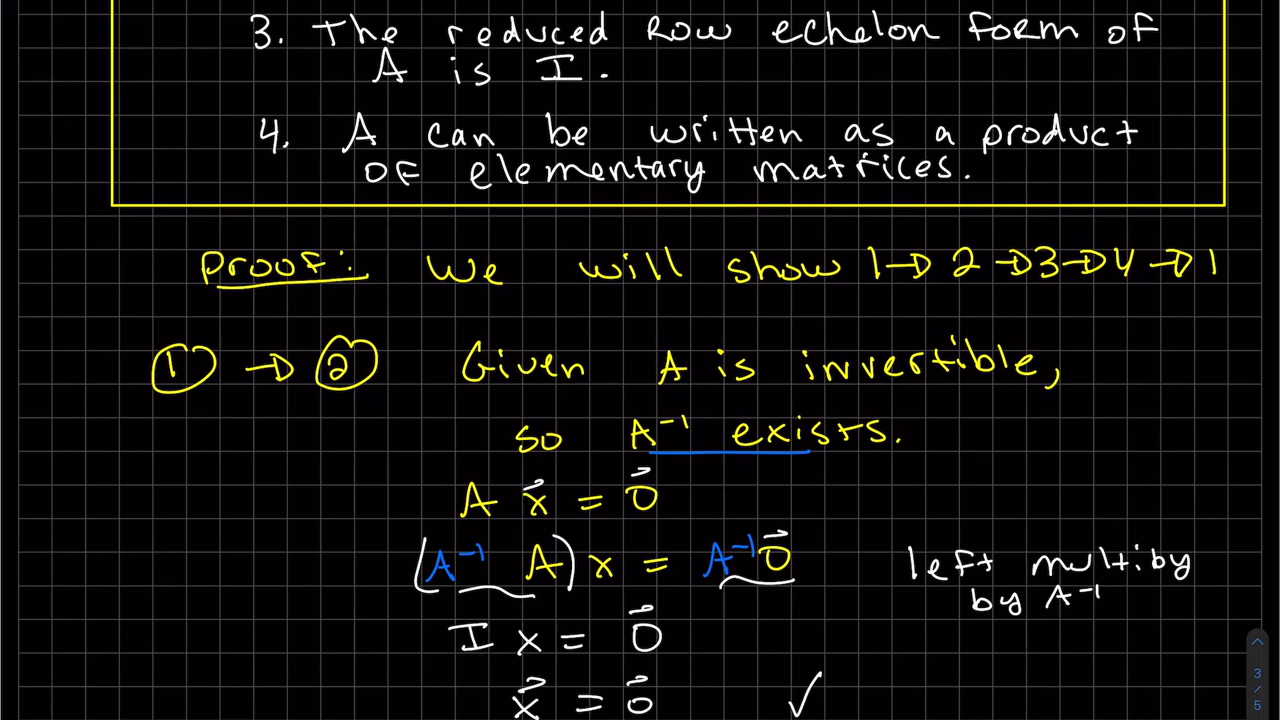 3. The reduced row echelon form of
A is I.
4. A can be written as a product
of elementary matrices.
Proof: We will show 1→2→3→4→1
① → ② Given A is invertible,
so A⁻¹ exists.
A x⃗ = 0⃗
(A⁻¹ A) x = A⁻¹ 0⃗
left multiby
by A⁻¹
I x = 0⃗
x⃗ = 0⃗ ✓
3
/
5